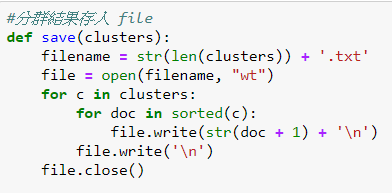 #分群結果存人 file
def save(clusters):
    filename = str(len(clusters)) + '.txt'
    file = open(filename, "wt")
    for c in clusters:
        for doc in sorted(c):
            file.write(str(doc + 1) + '\n')
        file.write('\n')
    file.close()